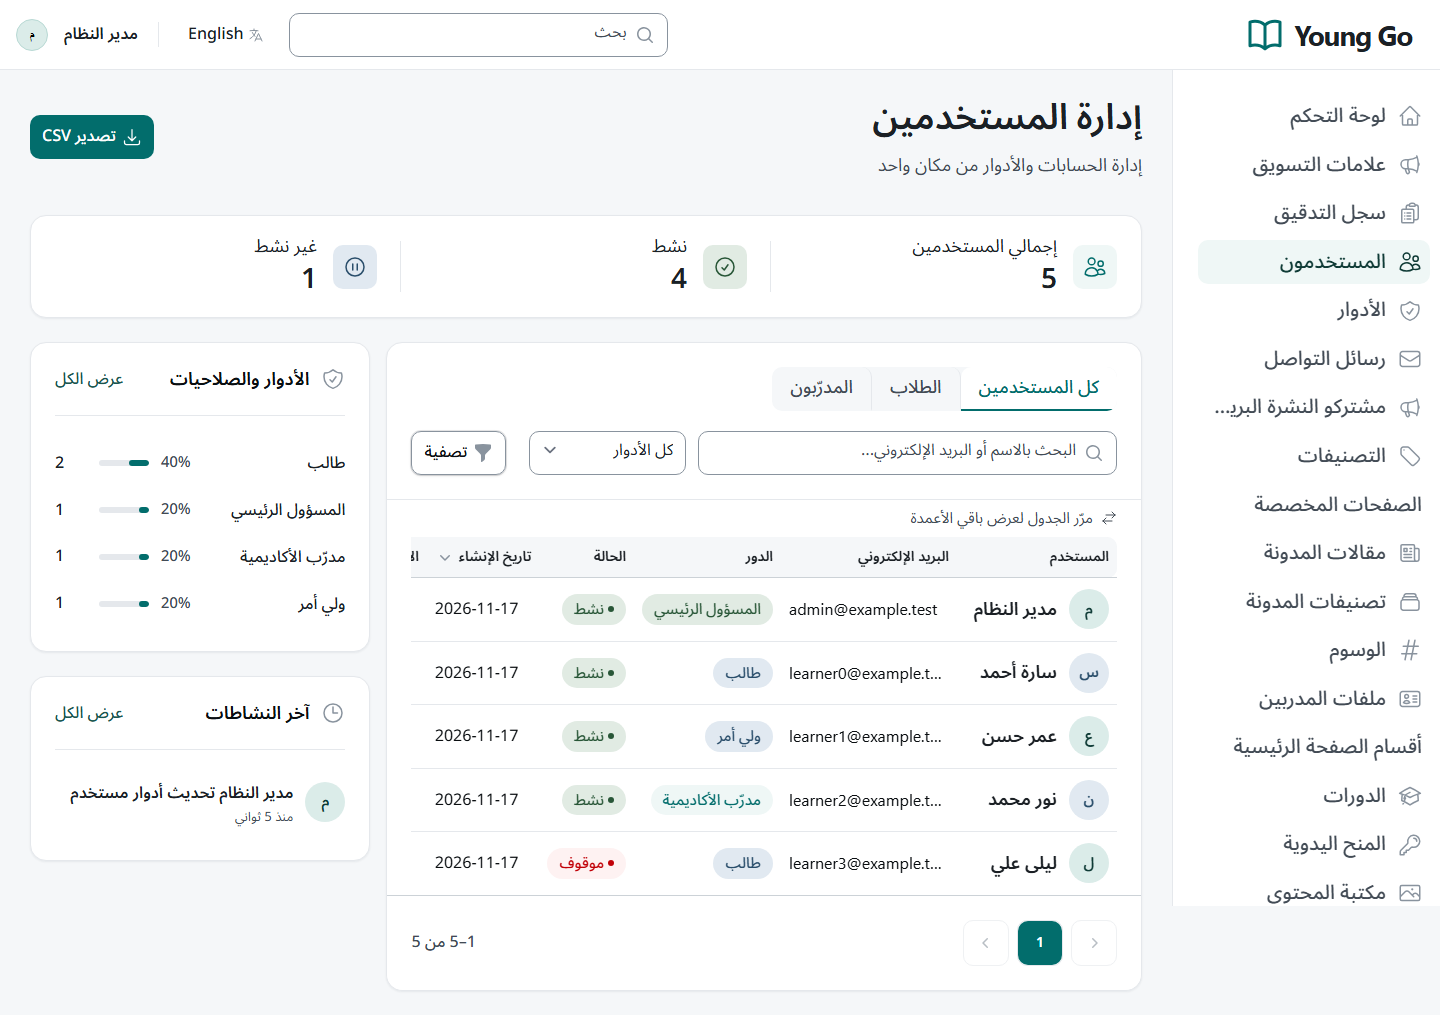 Young Go
بحث
English
مدير النظام
م
لوحة التحكم
علامات التسويق
سجل التدقيق
المستخدمون
الأدوار
رسائل التواصل
مشتركو النشرة البريـ...
التصنيفات
الصفحات المخصصة
مقالات المدونة
تصنيفات المدونة
الوسوم
ملفات المدربين
أقسام الصفحة الرئيسية
الدورات
المنح اليدوية
مكتبة المحتوى
إدارة المستخدمين
إدارة الحسابات والأدوار من مكان واحد
تصدير CSV
إجمالي المستخدمين
5
نشط
4
غير نشط
1
كل المستخدمين
الطلاب
المدرّبون
البحث بالاسم أو البريد الإلكتروني...
كل الأدوار
تصفية
مرّر الجدول لعرض باقي الأعمدة
المستخدم البريد الإلكتروني الدور الحالة تاريخ الإنشاء
م مدير النظام admin@example.test المسؤول الرئيسي نشط 2026-11-17
س سارة أحمد learner0@example.t... طالب نشط 2026-11-17
ع عمر حسن learner1@example.t... ولي أمر نشط 2026-11-17
ن نور محمد learner2@example.t... مدرّب الأكاديمية نشط 2026-11-17
ل ليلى علي learner3@example.t... طالب موقوف 2026-11-17
1
1–5 من 5
الأدوار والصلاحيات
عرض الكل
طالب 40% 2
المسؤول الرئيسي 20% 1
مدرّب الأكاديمية 20% 1
ولي أمر 20% 1
آخر النشاطات
عرض الكل
م
مدير النظام تحديث أدوار مستخدم
منذ 5 ثواني